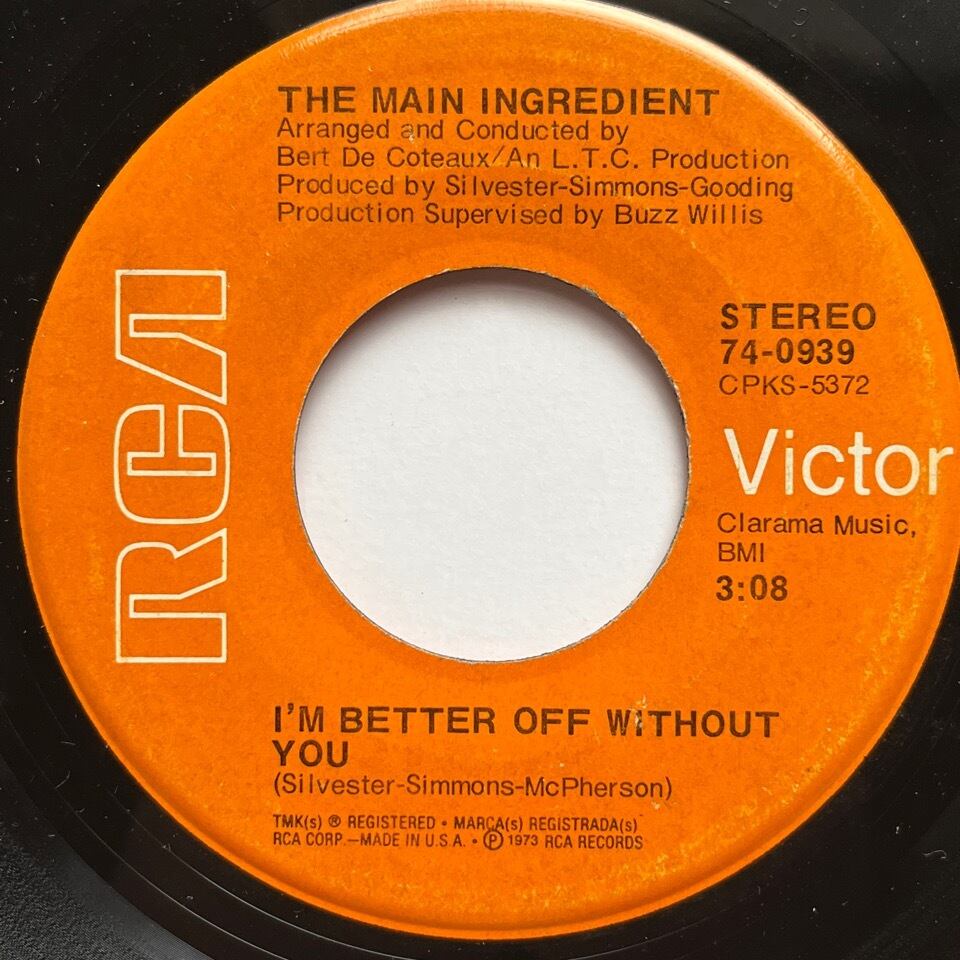 THE MAIN INGREDIENT
Arranged and Conducted by
Bert De Coteaux/An L.T.C. Production
Produced by Silvester-Simmons-Gooding
Production Supervised by Buzz Willis
RCA
STEREO
74-0939
CPKS-5372
Victor
Clarama Music,
BMI
3:08
I'M BETTER OFF WITHOUT
YOU
(Silvester-Simmons-McPherson)
TMK(s) ® REGISTERED • MARCA(s) REGISTRADA(s)
RCA CORP.—MADE IN U.S.A. • ℗ 1973 RCA RECORDS